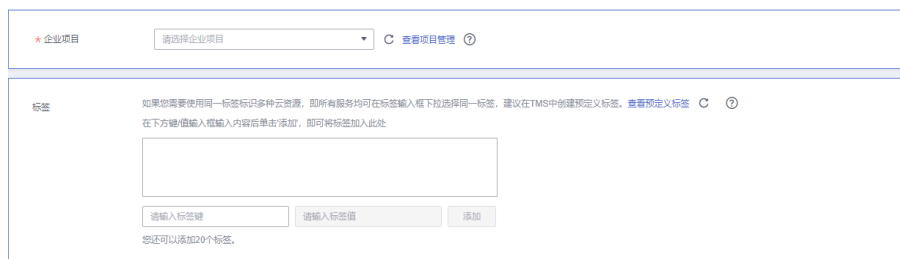 * 企业项目 请选择企业项目 查看项目管理 ?
标签 如果您需要使用同一标签标识多种云资源，即所有服务均可在标签输入框下拉选择同一标签，建议在TMS中创建预定义标签。查看预定义标签 ?
在下方键/值输入框输入内容后单击'添加'，即可将标签加入此处
请输入标签键 请输入标签值 添加
您还可以添加20个标签。